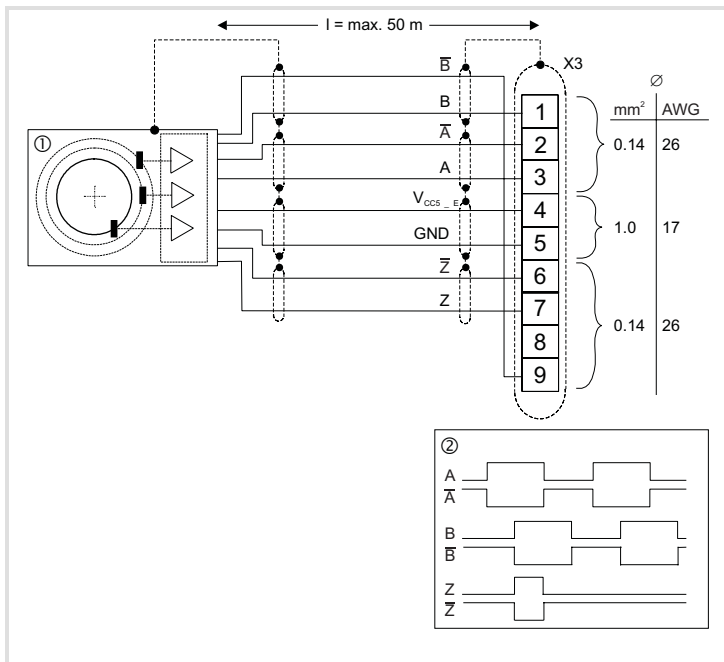 l = max. 50 m
X3
B̅
B
A̅
A
V_CC5_E
GND
Z̅
Z
①
1
2
3
4
5
6
7
8
9
∅
mm² AWG
0.14 26
1.0 17
0.14 26
②
A
A̅
B
B̅
Z
Z̅